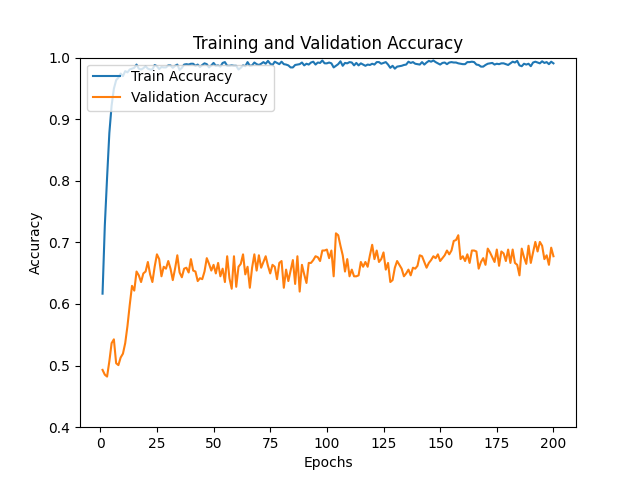 Training and Validation Accuracy
1.0
0.9
0.8
0.7
0.6
0.5
0.4
Accuracy
Train Accuracy
Validation Accuracy
0 25 50 75 100 125 150 175 200
Epochs